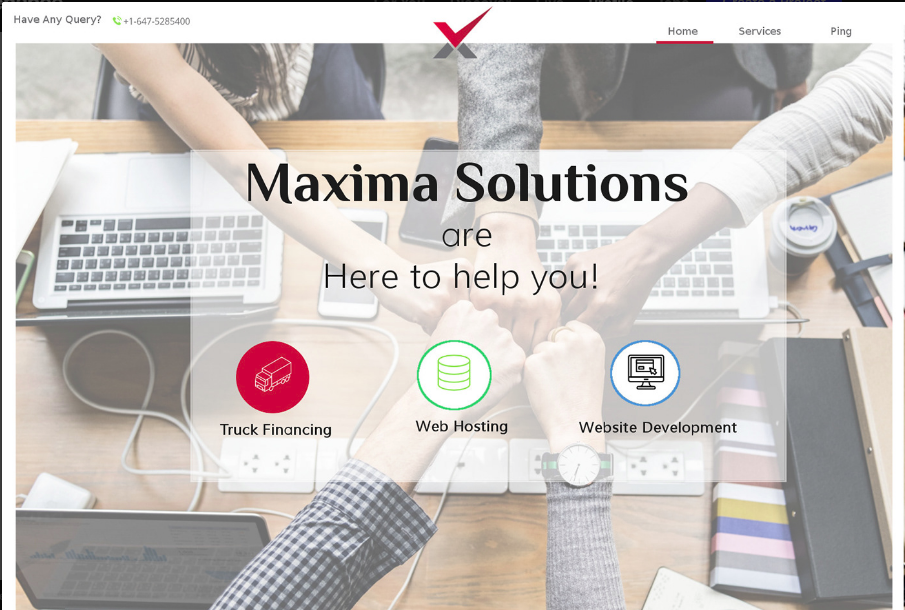 Have Any Query?
+1-647-5285400
Home
Services
Ping
Maxima Solutions
are
Here to help you!
Truck Financing
Web Hosting
Website Development